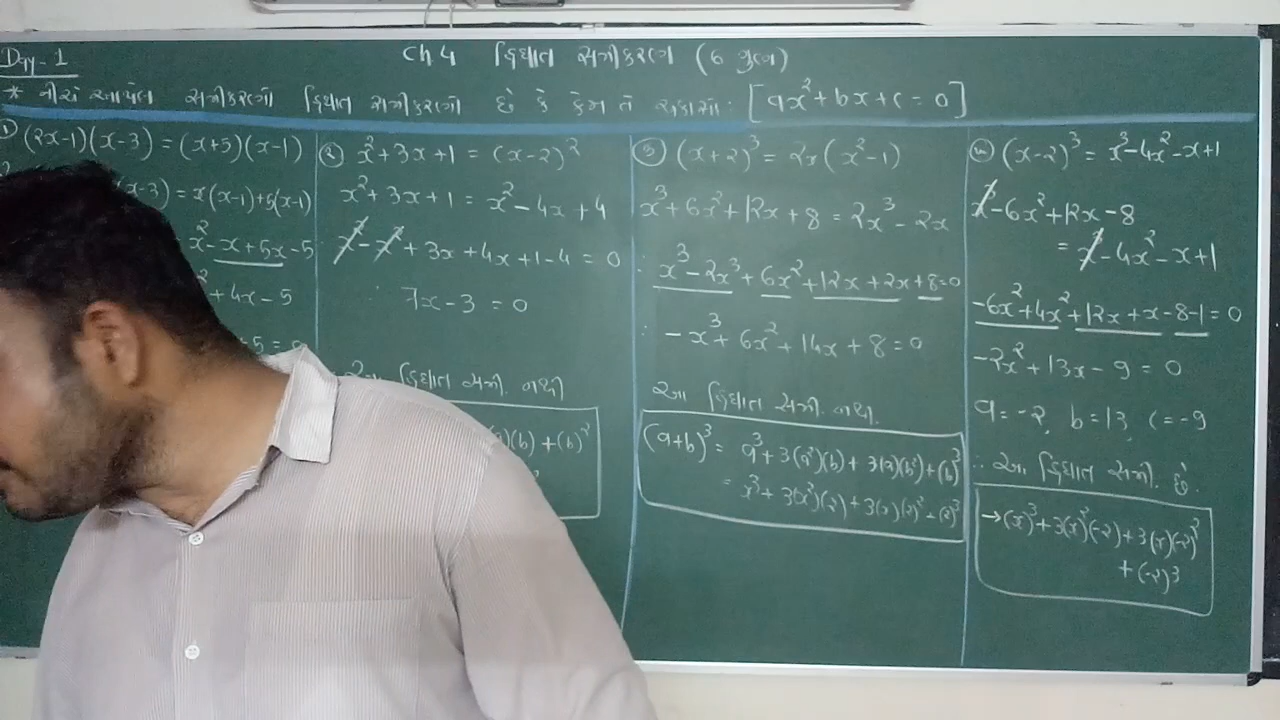 Day-1
Ch 4 દ્વિઘાત સમીકરણ (6 ગુણ)
* નીચે આપેલ સમીકરણો દ્વિઘાત સમીકરણો છે કે કેમ તે ચકાસો: [ax²+bx+c=0]
① (2x-1)(x-3) = (x+5)(x-1)
(x-3) = x(x-1)+5(x-1)
x²-x+5x-5
+4x-5
② x²+3x+1 = (x-2)²
x²+3x+1 = x²-4x+4
x²-x²+3x+4x+1-4=0
7x-3=0
દ્વિઘાત સમી. નથી
(b)+(b)²
③ (x+2)³ = 2x(x²-1)
x³+6x²+12x+8 = 2x³-2x
∴ x³-2x³+6x²+12x+2x+8=0
∴ -x³+6x²+14x+8=0
આ દ્વિઘાત સમી. નથી.
(a+b)³ = a³+3(a²)(b)+3(a)(b²)+(b)³
= x³+3(x²)(2)+3(x)(2)²+(2)³
④ (x-2)³ = x³-4x²-x+1
x³-6x²+12x-8
= x³-4x²-x+1
-6x²+4x²+12x+x-8-1=0
-2x²+13x-9=0
a=-2, b=13, c=-9
∴ આ દ્વિઘાત સમી. છે.
→(x)³+3(x)²(-2)+3(x)(-2)²
+(-2)³